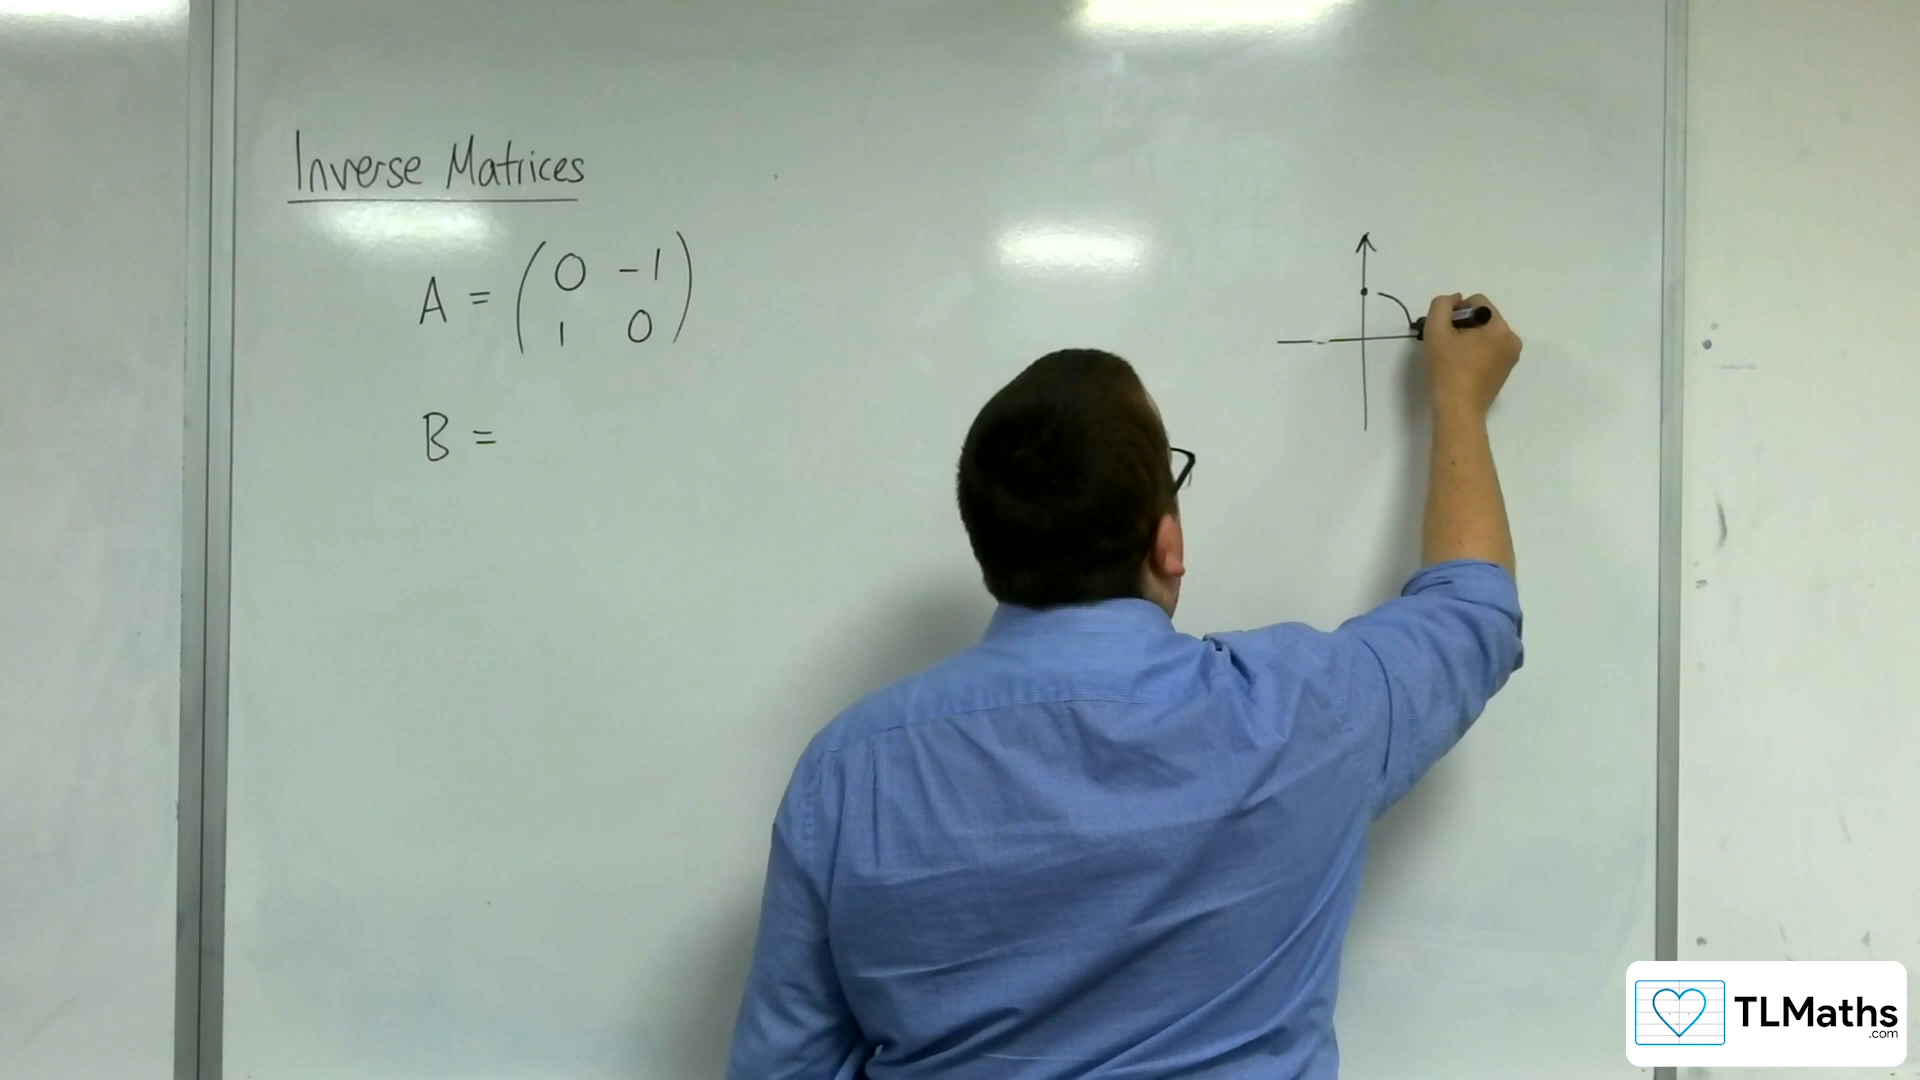 Inverse Matrices
A = ( 0 -1
1 0 )
B =
TLMaths
.com